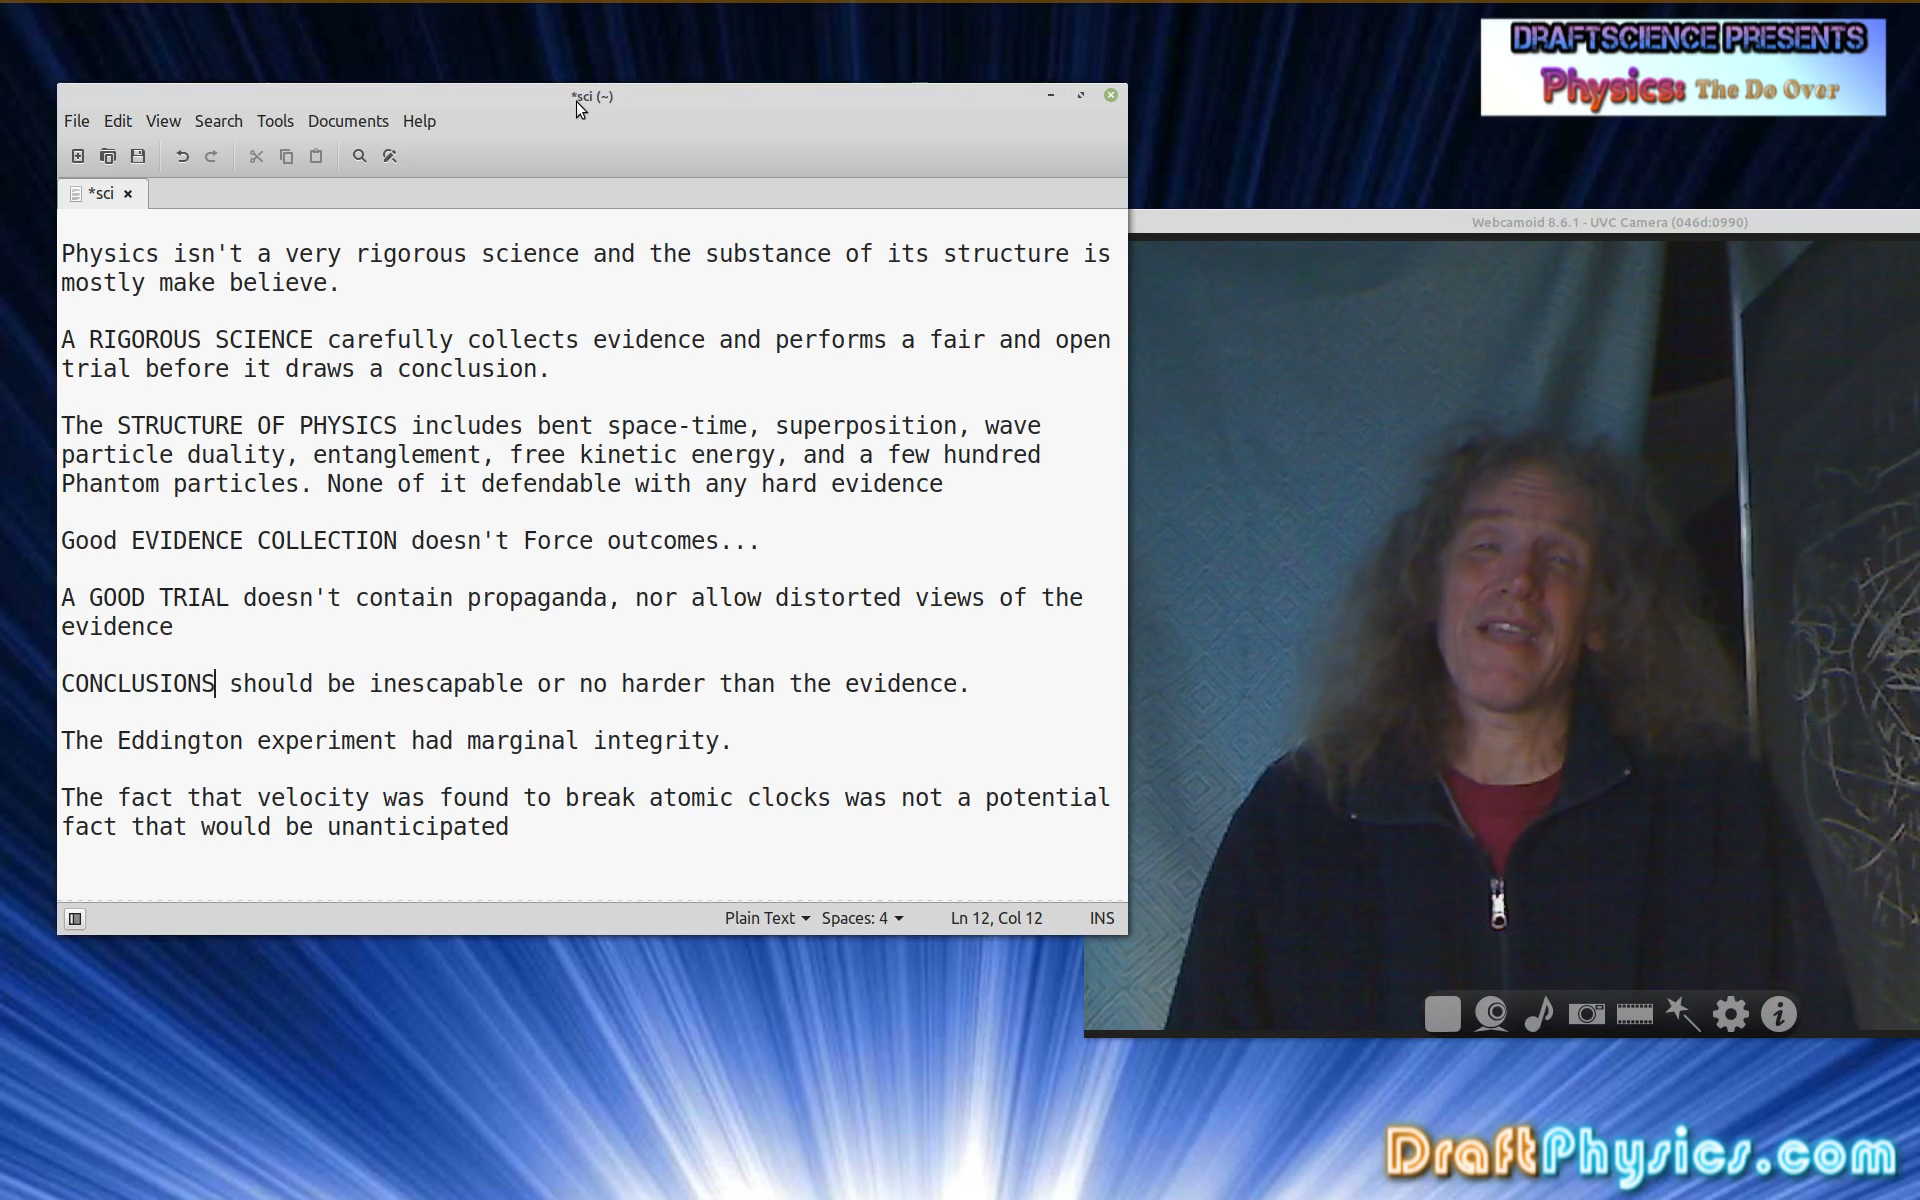 DRAFTSCIENCE PRESENTS
Physics: The Do Over
*sci (~)
File Edit View Search Tools Documents Help
*sci
Webcamoid 8.6.1 - UVC Camera (046d:0990)
Physics isn't a very rigorous science and the substance of its structure is
mostly make believe.
A RIGOROUS SCIENCE carefully collects evidence and performs a fair and open
trial before it draws a conclusion.
The STRUCTURE OF PHYSICS includes bent space-time, superposition, wave
particle duality, entanglement, free kinetic energy, and a few hundred
Phantom particles. None of it defendable with any hard evidence
Good EVIDENCE COLLECTION doesn't Force outcomes...
A GOOD TRIAL doesn't contain propaganda, nor allow distorted views of the
evidence
CONCLUSIONS should be inescapable or no harder than the evidence.
The Eddington experiment had marginal integrity.
The fact that velocity was found to break atomic clocks was not a potential
fact that would be unanticipated
Plain Text Spaces: 4 Ln 12, Col 12 INS
DraftPhysics.com